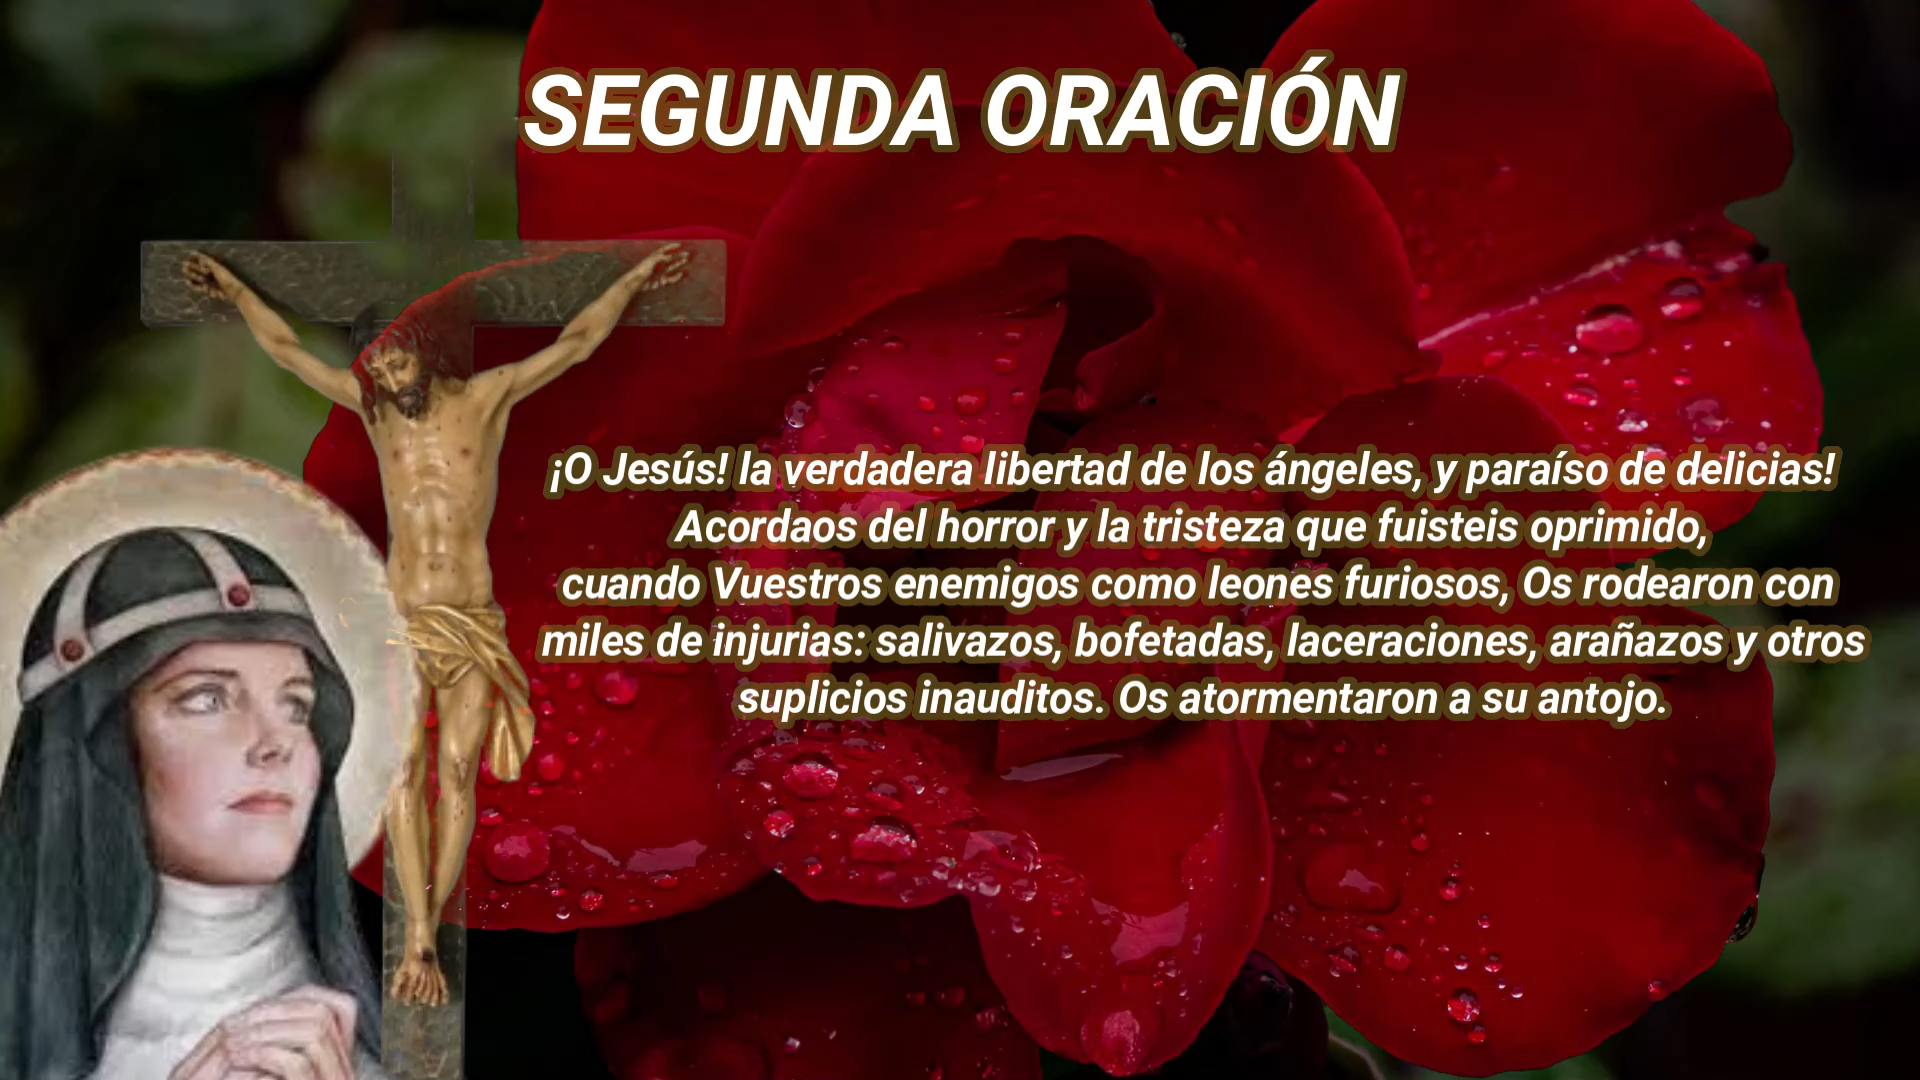 SEGUNDA ORACIÓN
¡O Jesús! la verdadera libertad de los ángeles, y paraíso de delicias!
Acordaos del horror y la tristeza que fuisteis oprimido,
cuando Vuestros enemigos como leones furiosos, Os rodearon con
miles de injurias: salivazos, bofetadas, laceraciones, arañazos y otros
suplicios inauditos. Os atormentaron a su antojo.